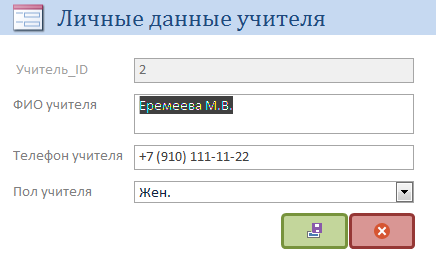 Личные данные учителя
Учитель_ID 2
ФИО учителя Еремеева М.В.
Телефон учителя +7 (910) 111-11-22
Пол учителя Жен.